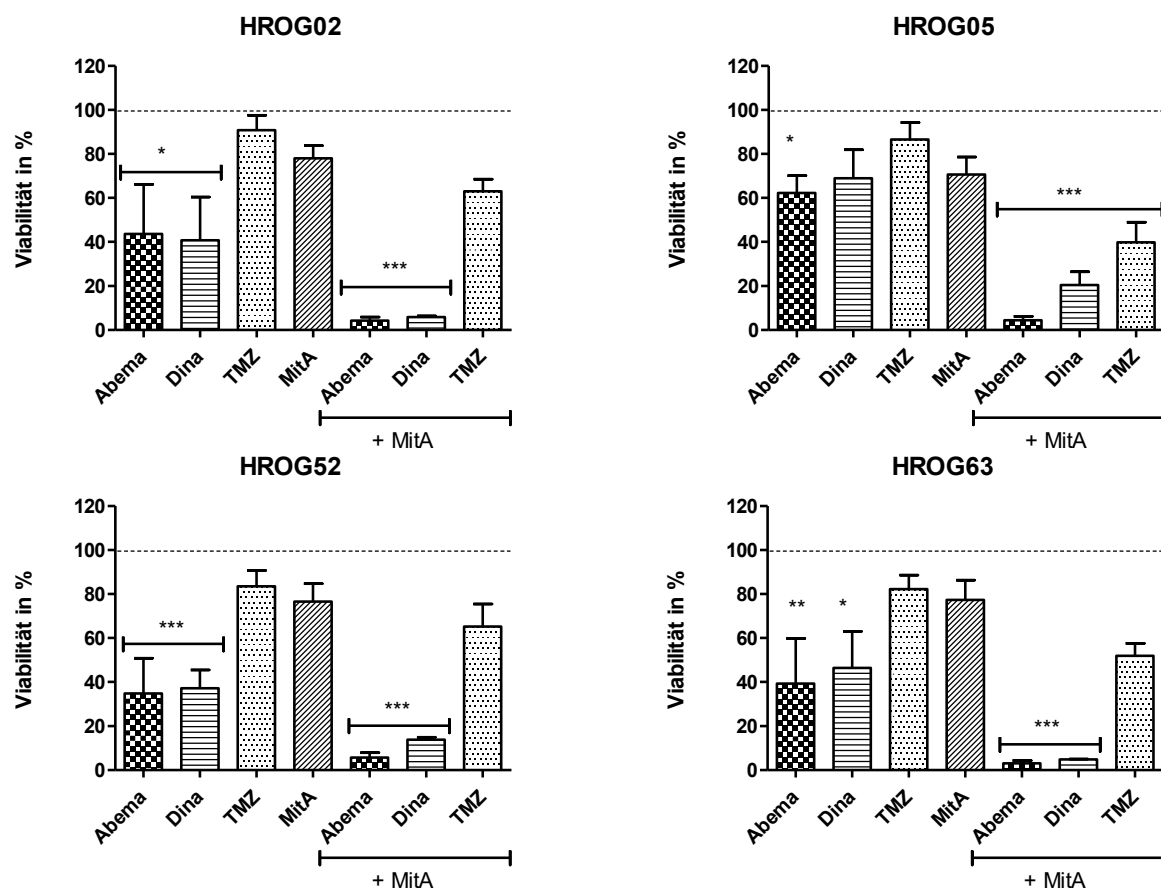 HROG02
Viabilität in %
120
100
80
60
40
20
0
*
***
Abema
Dina
TMZ
MitA
Abema
Dina
TMZ
+ MitA
HROG05
Viabilität in %
120
100
80
60
40
20
0
*
***
Abema
Dina
TMZ
MitA
Abema
Dina
TMZ
+ MitA
HROG52
Viabilität in %
120
100
80
60
40
20
0
***
***
Abema
Dina
TMZ
MitA
Abema
Dina
TMZ
+ MitA
HROG63
Viabilität in %
120
100
80
60
40
20
0
**
*
***
Abema
Dina
TMZ
MitA
Abema
Dina
TMZ
+ MitA